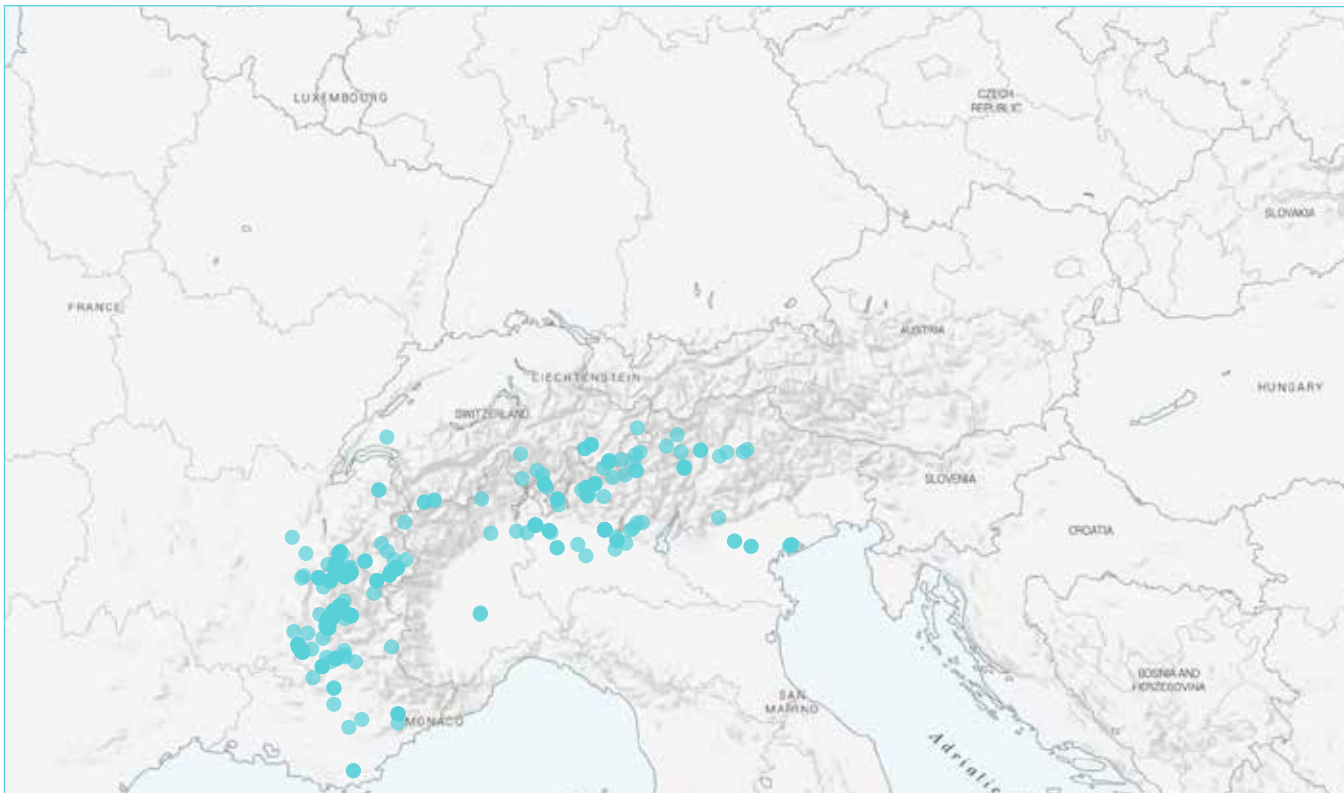 LUXEMBOURG
CZECH
REPUBLIC
SLOVAKIA
FRANCE
AUSTRIA
LIECHTENSTEIN
HUNGARY
SWITZERLAND
SLOVENIA
CROATIA
BOSNIA AND
HERZEGOVINA
SAN
MARINO
MONACO
Adriatic